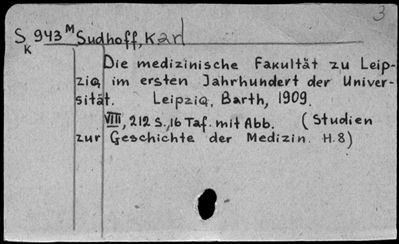 3
S K 943 M Sudhoff, Karl
Die medizinische Fakultät zu Leip-
zig im ersten Jahrhundert der Univer-
sität. Leipzig, Barth, 1909.
VIII, 212 S., 16 Taf. mit Abb. (Studien
zur Geschichte der Medizin. H. 8)